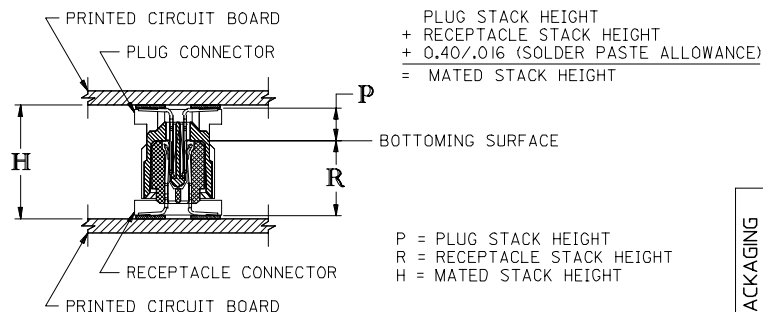 PRINTED CIRCUIT BOARD
PLUG CONNECTOR
PLUG STACK HEIGHT
+ RECEPTACLE STACK HEIGHT
+ 0.40/.016 (SOLDER PASTE ALLOWANCE)
= MATED STACK HEIGHT
P
BOTTOMING SURFACE
H
R
P = PLUG STACK HEIGHT
R = RECEPTACLE STACK HEIGHT
H = MATED STACK HEIGHT
RECEPTACLE CONNECTOR
PRINTED CIRCUIT BOARD
ACKAGING